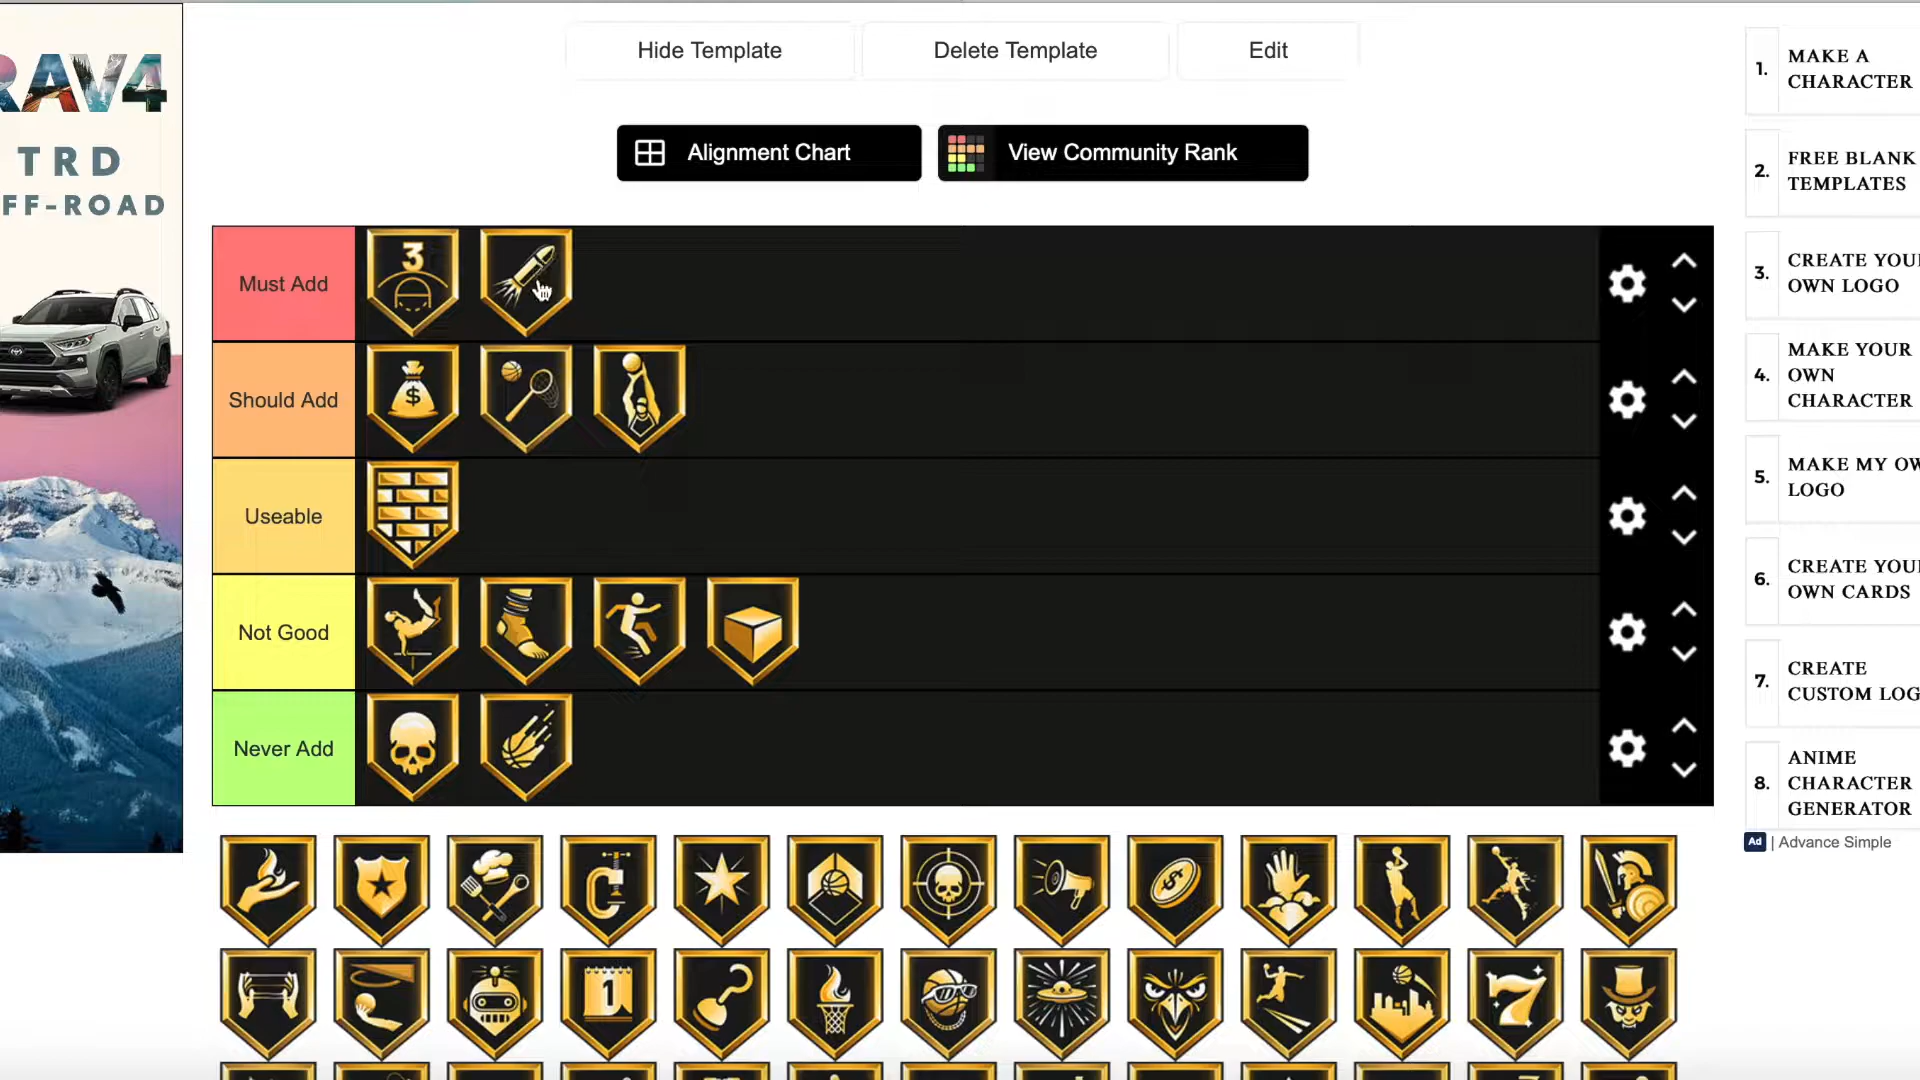 Hide Template
Delete Template
Edit
RAV4
TRD
FF-ROAD
Alignment Chart
View Community Rank
Must Add
3
Should Add
$
Useable
Not Good
Never Add
$
1
7
1.
MAKE A
CHARACTER
2.
FREE BLANK
TEMPLATES
3.
CREATE YOU
OWN LOGO
4.
MAKE YOUR
OWN
CHARACTER
5.
MAKE MY OW
LOGO
6.
CREATE YOU
OWN CARDS
7.
CREATE
CUSTOM LOG
8.
ANIME
CHARACTER
GENERATOR
Ad | Advance Simple